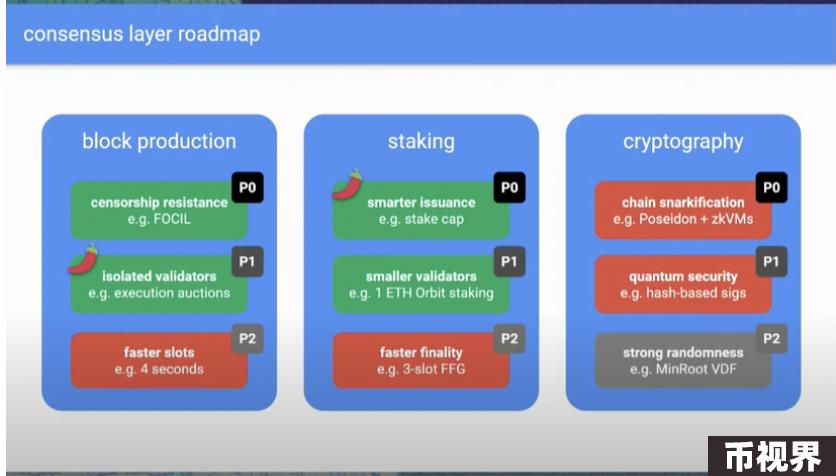 consensus layer roadmap
block production
P0
censorship resistance
e.g. FOCIL
P1
isolated validators
e.g. execution auctions
P2
faster slots
e.g. 4 seconds
staking
P0
smarter issuance
e.g. stake cap
P1
smaller validators
e.g. 1 ETH Orbit staking
P2
faster finality
e.g. 3-slot FFG
cryptography
P0
chain snarkification
e.g. Poseidon + zkVMs
P1
quantum security
e.g. hash-based sigs
P2
strong randomness
e.g. MinRoot VDF
币视界